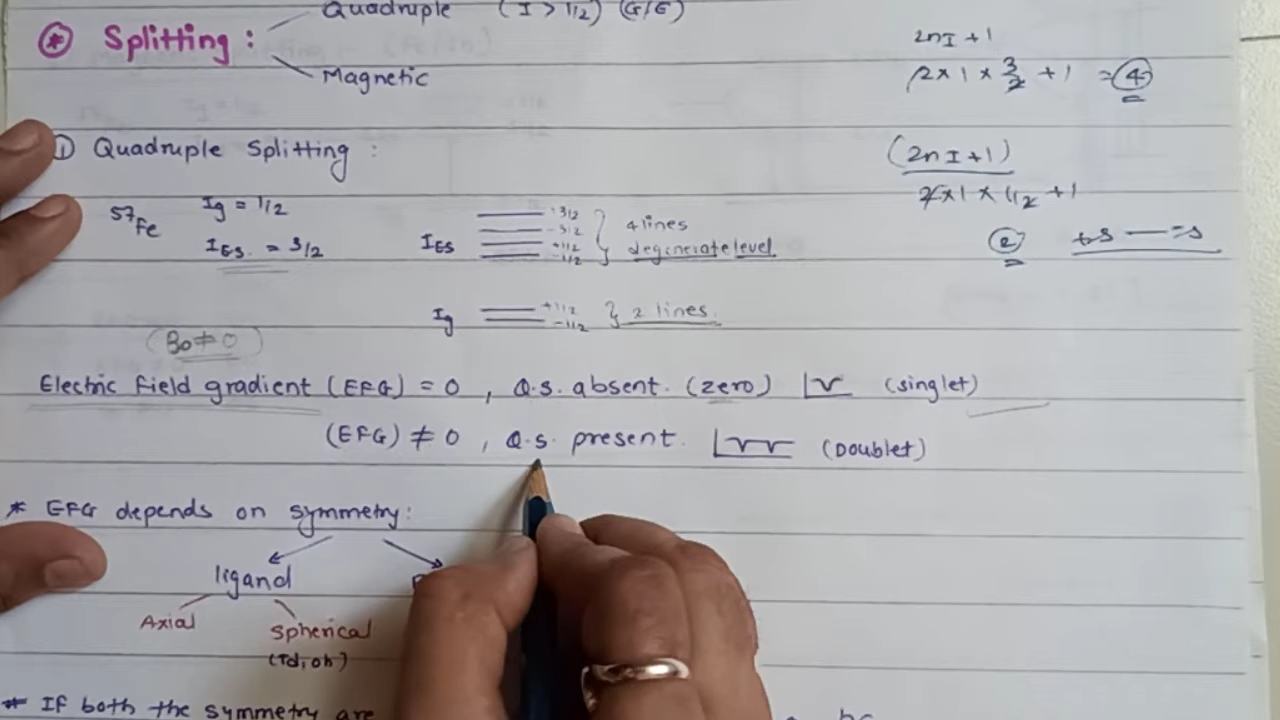 Quadruple (I > 1/2) (G/E)
* Splitting :
Magnetic
2nI + 1
2 x 1 x 3/2 + 1 = 4
① Quadruple Splitting :
(2nI+1)
2x1 x 1/2 +1
2
57Fe Ig = 1/2
IES. = 3/2
IES +3/2
-3/2
+1/2
-1/2
4 lines
degenerate level
Ig +1/2
-1/2
2 lines.
(Bo ≠ 0)
Electric Field gradient (EFG) = 0 , Q.S. absent. (zero) (singlet)
(EFG) ≠ 0 , Q.S. present. (Doublet)
* EFG depends on symmetry:
ligand
Axial
Spherical
(Td, oh)
* If both the symmetry are